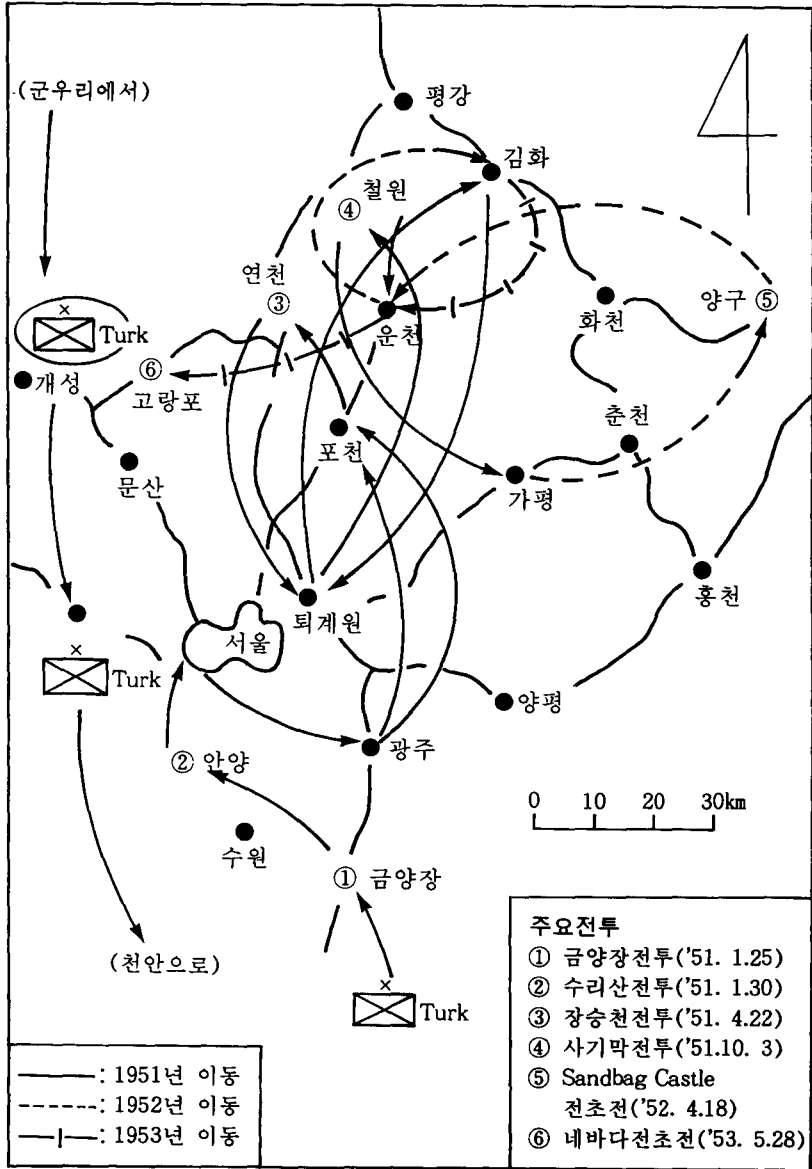 (군우리에서)
평강
김화
철원
④
연천
③
운천
화천
양구 ⑤
Turk
개성
⑥
고랑포
포천
춘천
가평
문산
홍천
퇴계원
서울
Turk
양평
광주
② 안양
0 10 20 30km
수원
① 금양장
(천안으로)
Turk
주요전투
① 금양장전투('51. 1.25)
② 수리산전투('51. 1.30)
③ 장승천전투('51. 4.22)
④ 사기막전투('51.10. 3)
⑤ Sandbag Castle
전초전('52. 4.18)
⑥ 네바다전초전('53. 5.28)
: 1951년 이동
: 1952년 이동
: 1953년 이동